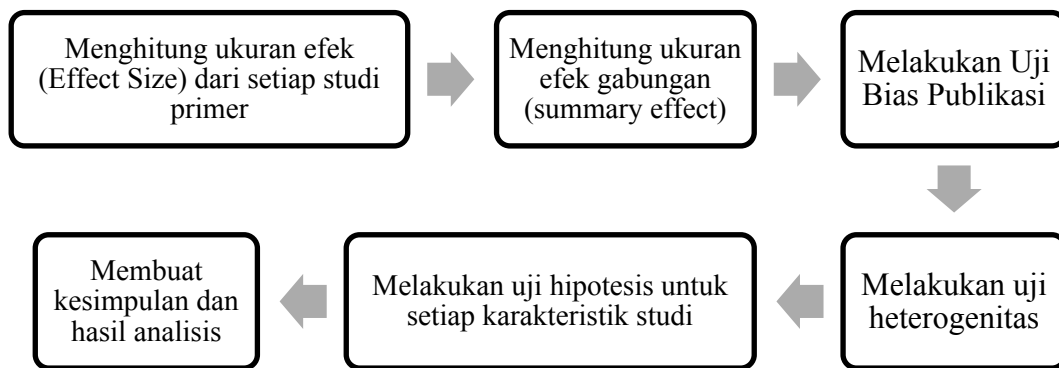 Menghitung ukuran efek
(Effect Size) dari setiap studi
primer
Menghitung ukuran
efek gabungan
(summary effect)
Melakukan Uji
Bias Publikasi
Melakukan uji
heterogenitas
Melakukan uji hipotesis untuk
setiap karakteristik studi
Membuat
kesimpulan dan
hasil analisis